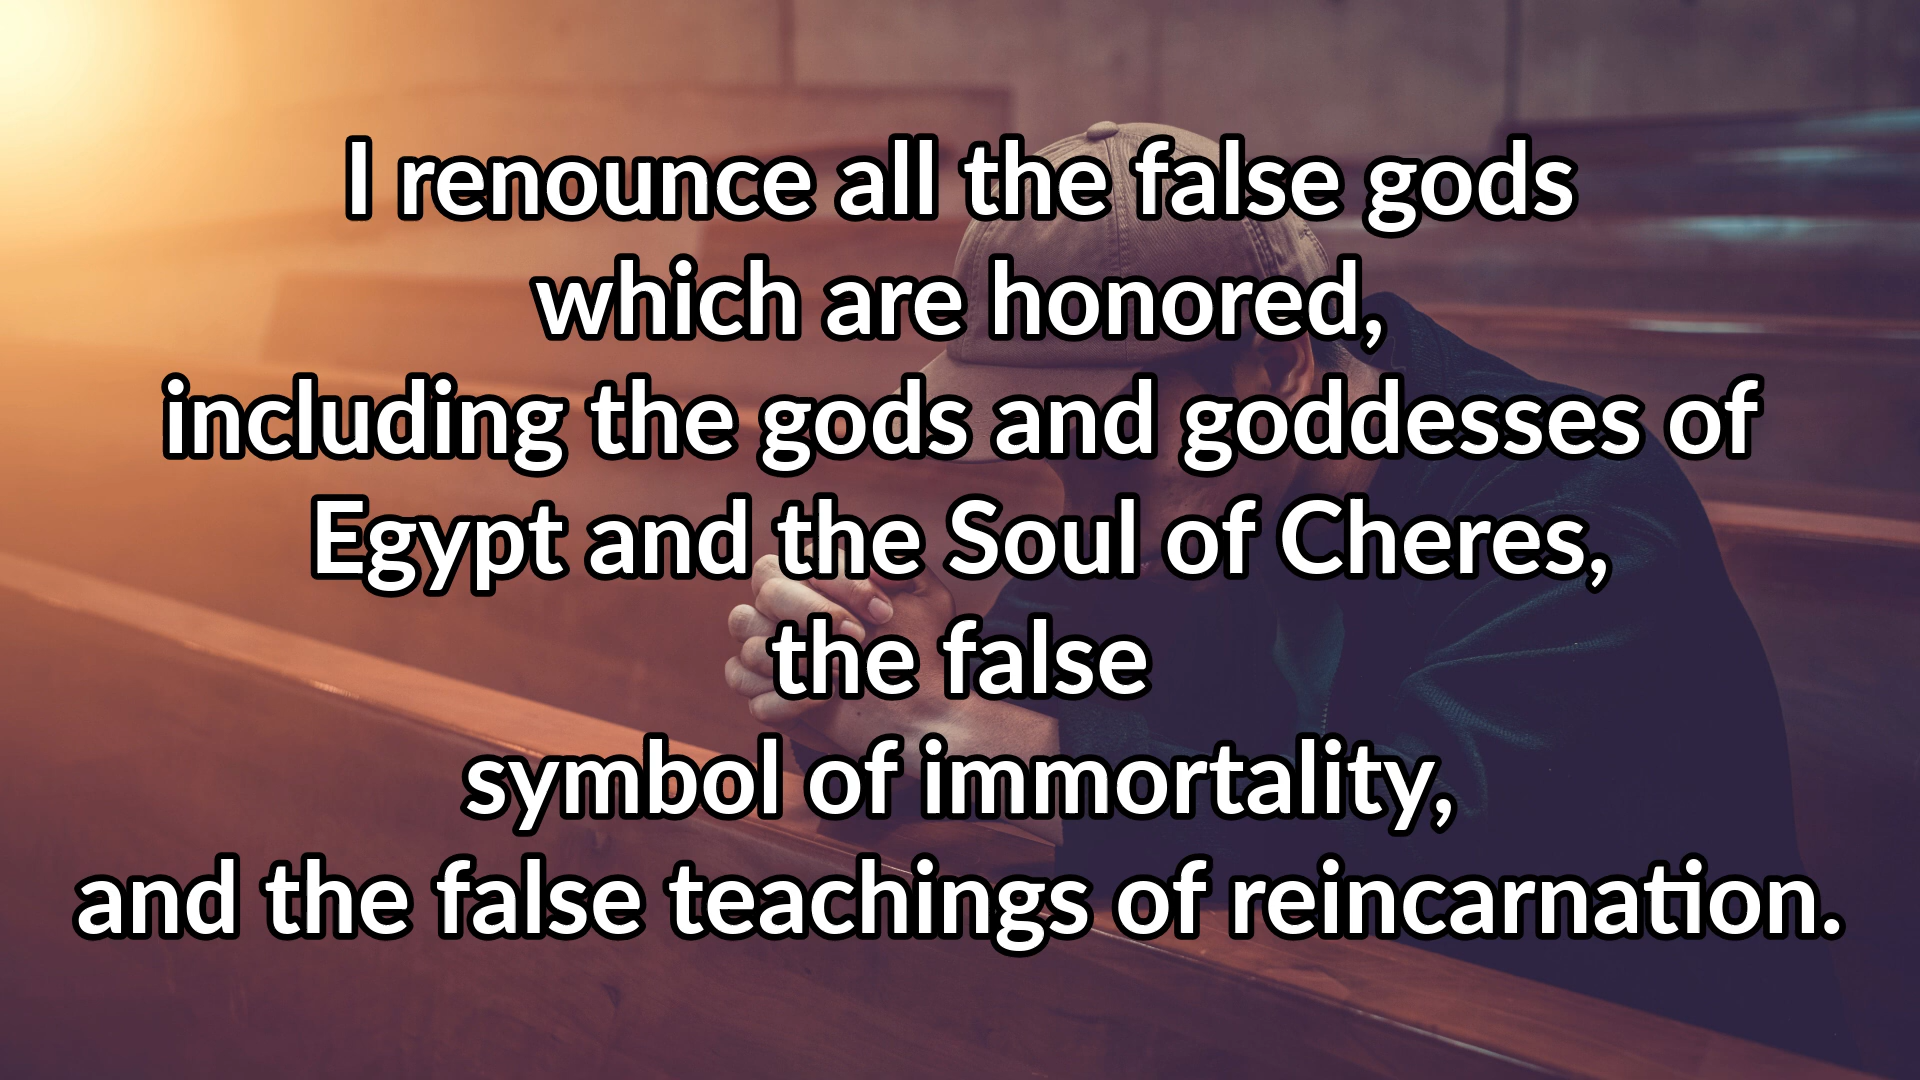 I renounce all the false gods
which are honored,
including the gods and goddesses of
Egypt and the Soul of Cheres,
the false
symbol of immortality,
and the false teachings of reincarnation.